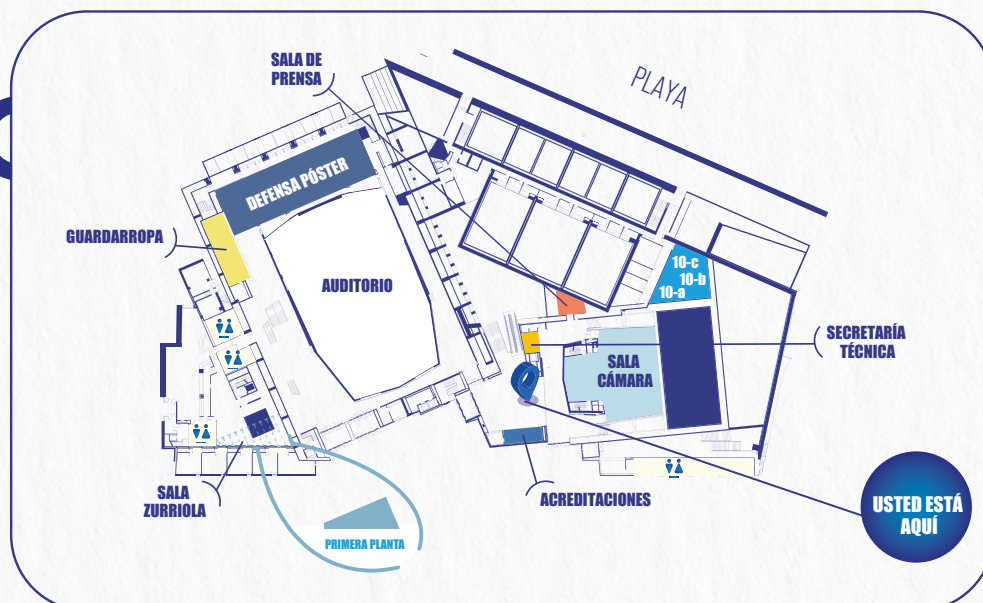 SALA DE
PRENSA
PLAYA
DEFENSA PÓSTER
GUARDARROPA
AUDITORIO
10-c
10-b
10-a
SECRETARÍA
TÉCNICA
SALA
CÁMARA
SALA
ZURRIOLA
ACREDITACIONES
USTED ESTÁ
AQUÍ
PRIMERA PLANTA